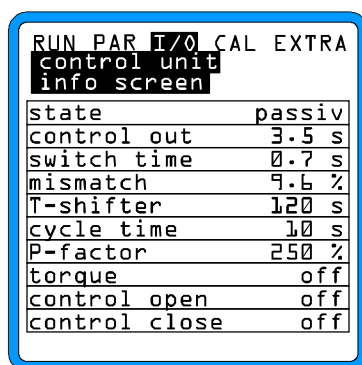 RUN PAR I/O CAL EXTRA
control unit
info screen
state passiv
control out 3.5 s
switch time 0.7 s
mismatch 9.6 %
T-shifter 120 s
cycle time 10 s
P-factor 250 %
torque off
control open off
control close off